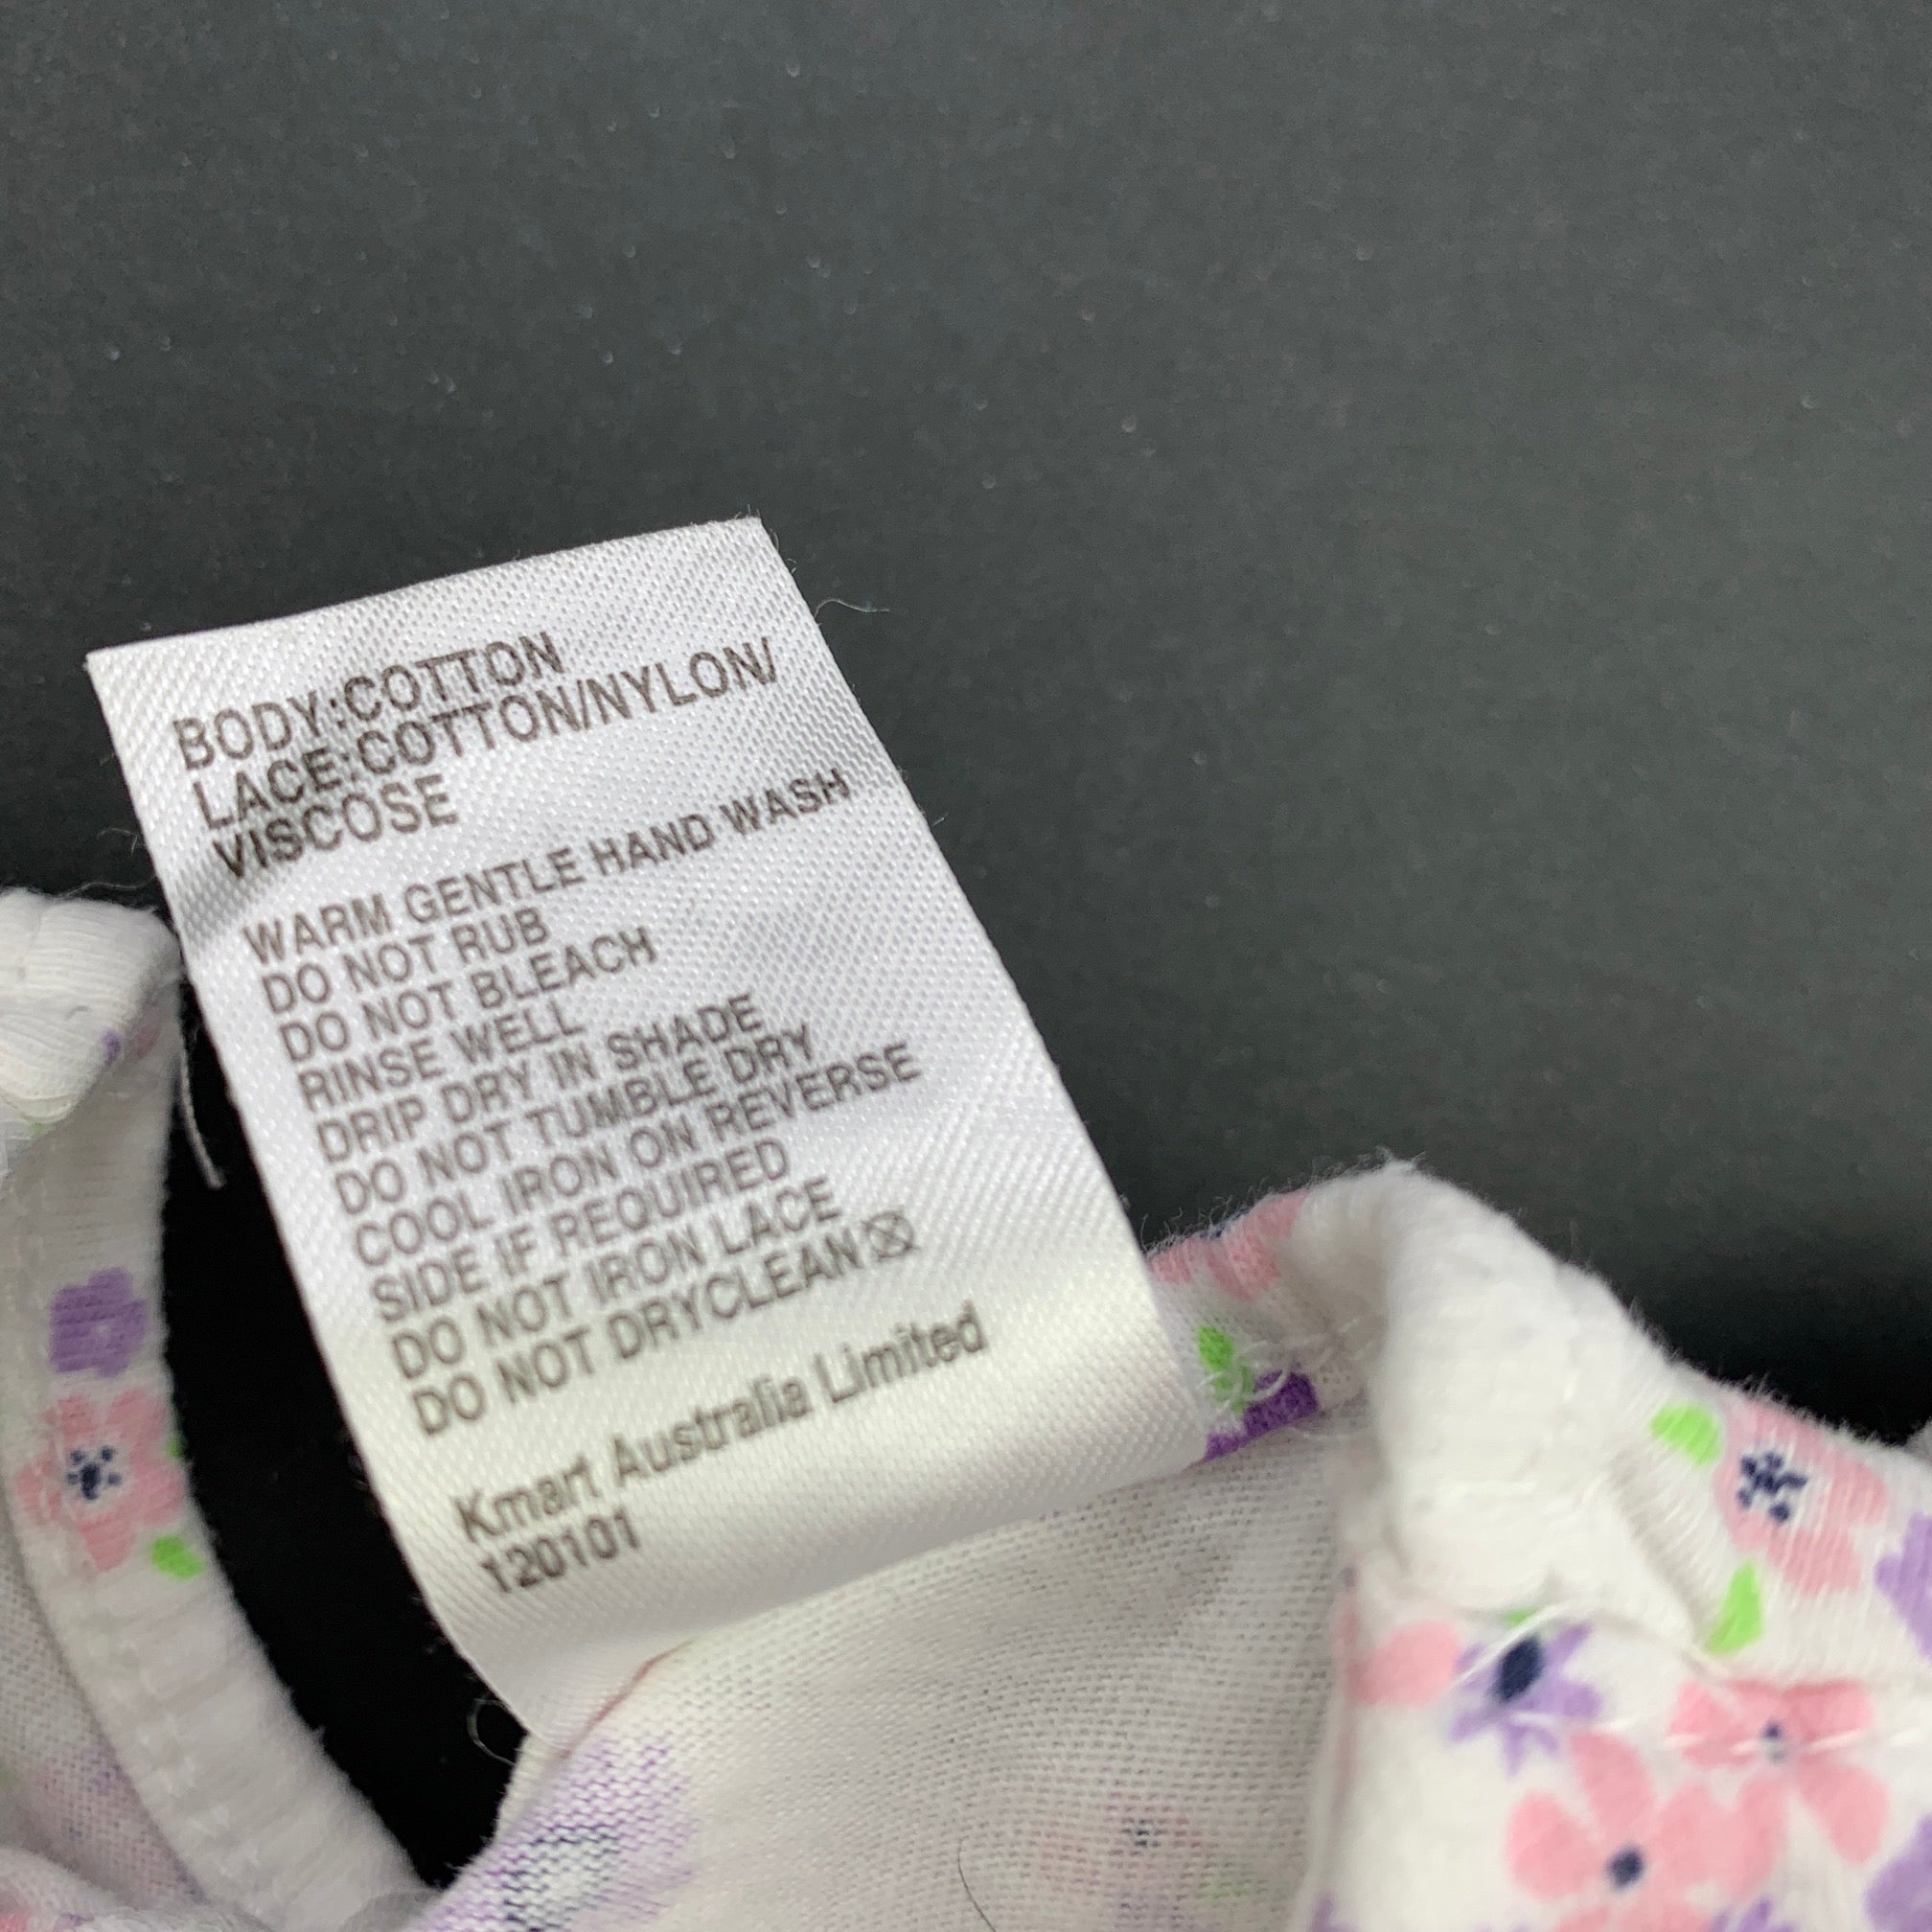 BODY:COTTON
LACE:COTTON/NYLON/
VISCOSE
WARM GENTLE HAND WASH
DO NOT RUB
DO NOT BLEACH
RINSE WELL
DRIP DRY IN SHADE
DO NOT TUMBLE DRY
COOL IRON ON REVERSE
SIDE IF REQUIRED
DO NOT IRON LACE
DO NOT DRYCLEAN
Kmart Australia Limited
120101